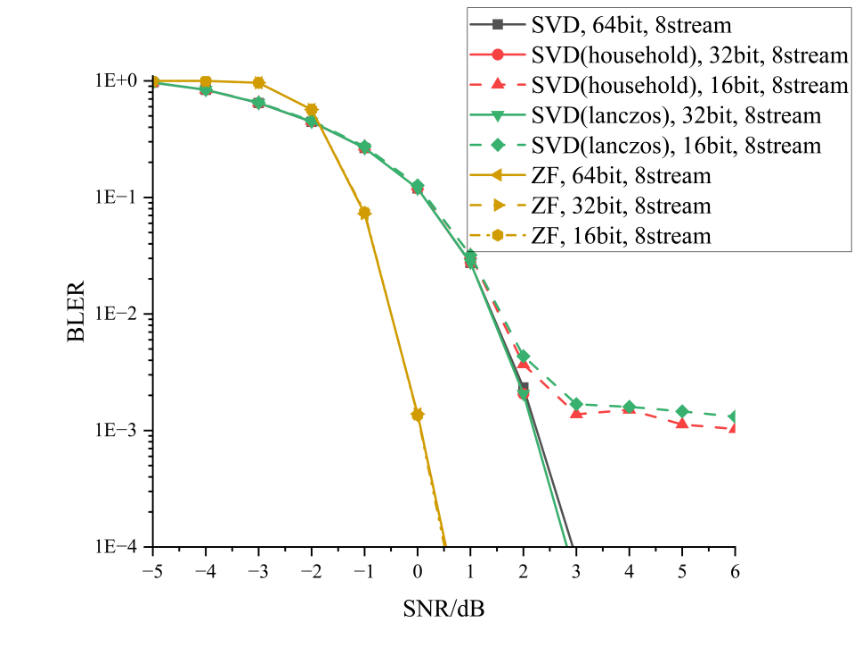 SVD, 64bit, 8stream
SVD(household), 32bit, 8stream
SVD(household), 16bit, 8stream
SVD(lanczos), 32bit, 8stream
SVD(lanczos), 16bit, 8stream
ZF, 64bit, 8stream
ZF, 32bit, 8stream
ZF, 16bit, 8stream
1E+0
1E−1
1E−2
1E−3
1E−4
BLER
−5 −4 −3 −2 −1 0 1 2 3 4 5 6
SNR/dB